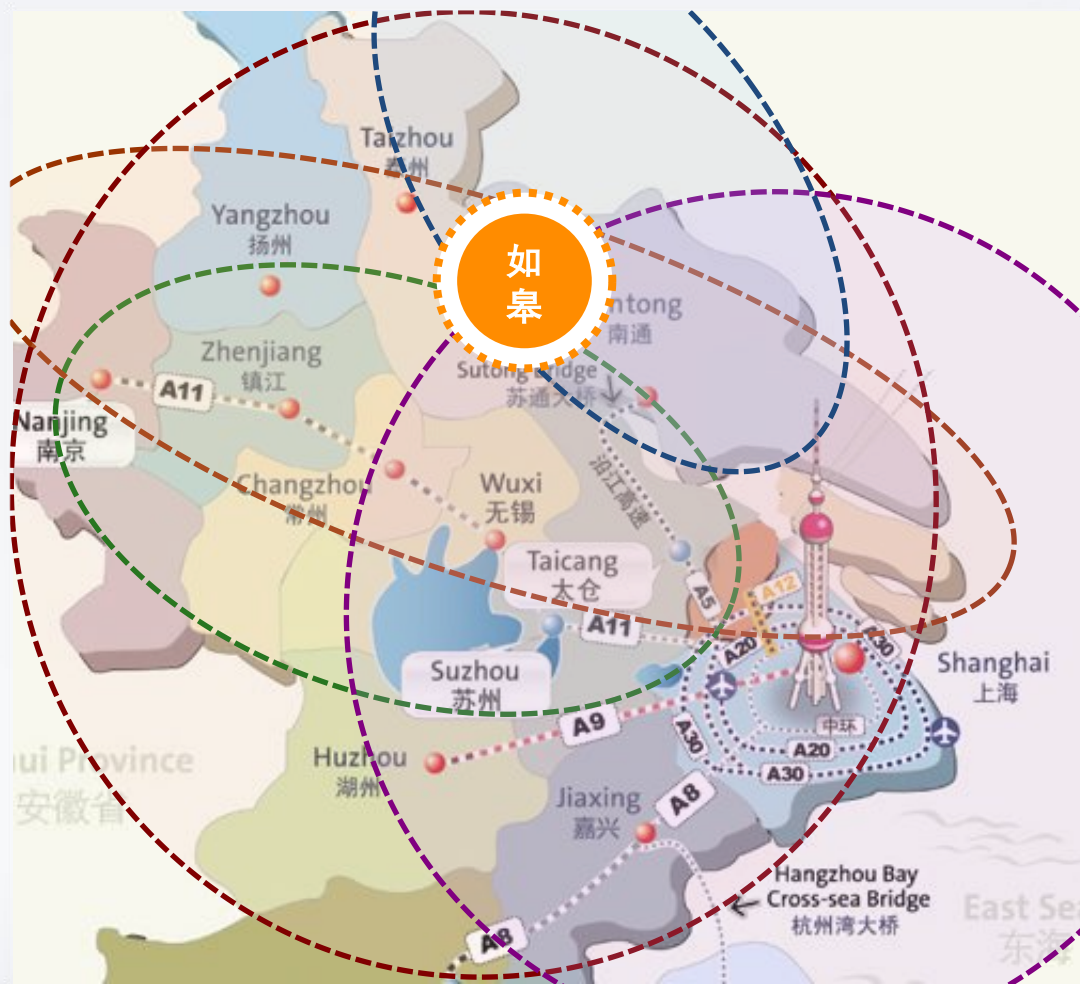 Taizhou
泰州
Yangzhou
扬州
如
皋
ntong
南通
Zhenjiang
镇江
Sutong Bridge
苏通大桥
A11
Nanjing
南京
Changzhou
常州
Wuxi
无锡
沿江高速
Taicang
太仓
A5
A12
A11
A20
A30
Suzhou
苏州
Shanghai
上海
A9
中环
A30
A20
A30
Huzhou
湖州
ui Province
安徽省
Jiaxing
嘉兴
A8
Hangzhou Bay
Cross-sea Bridge
杭州湾大桥
East Sea
东海
A8